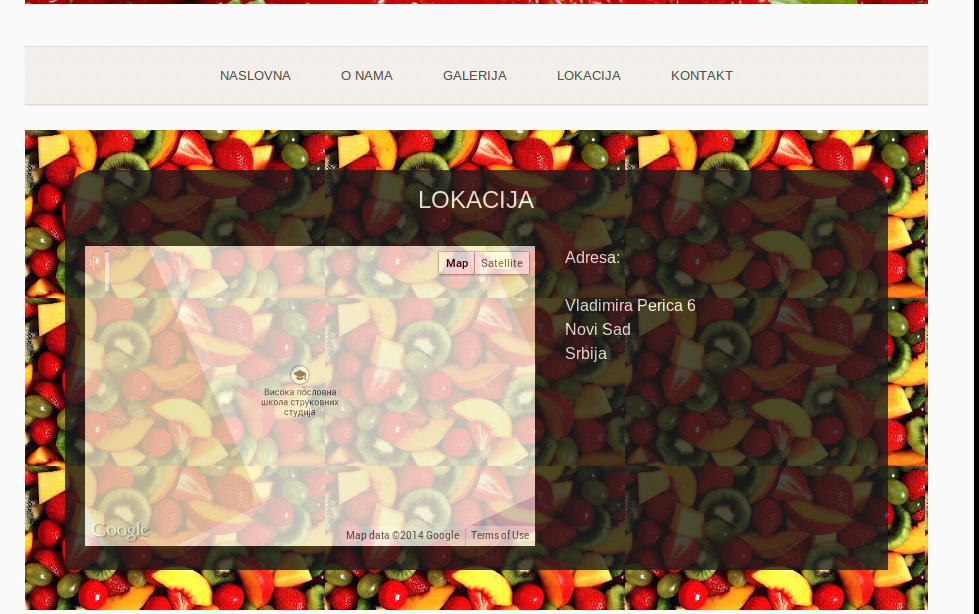 NASLOVNA O NAMA GALERIJA LOKACIJA KONTAKT
LOKACIJA
Map Satellite
Висока пословна
школа струковних
студија
Google
Map data ©2014 Google Terms of Use
Adresa:
Vladimira Perica 6
Novi Sad
Srbija